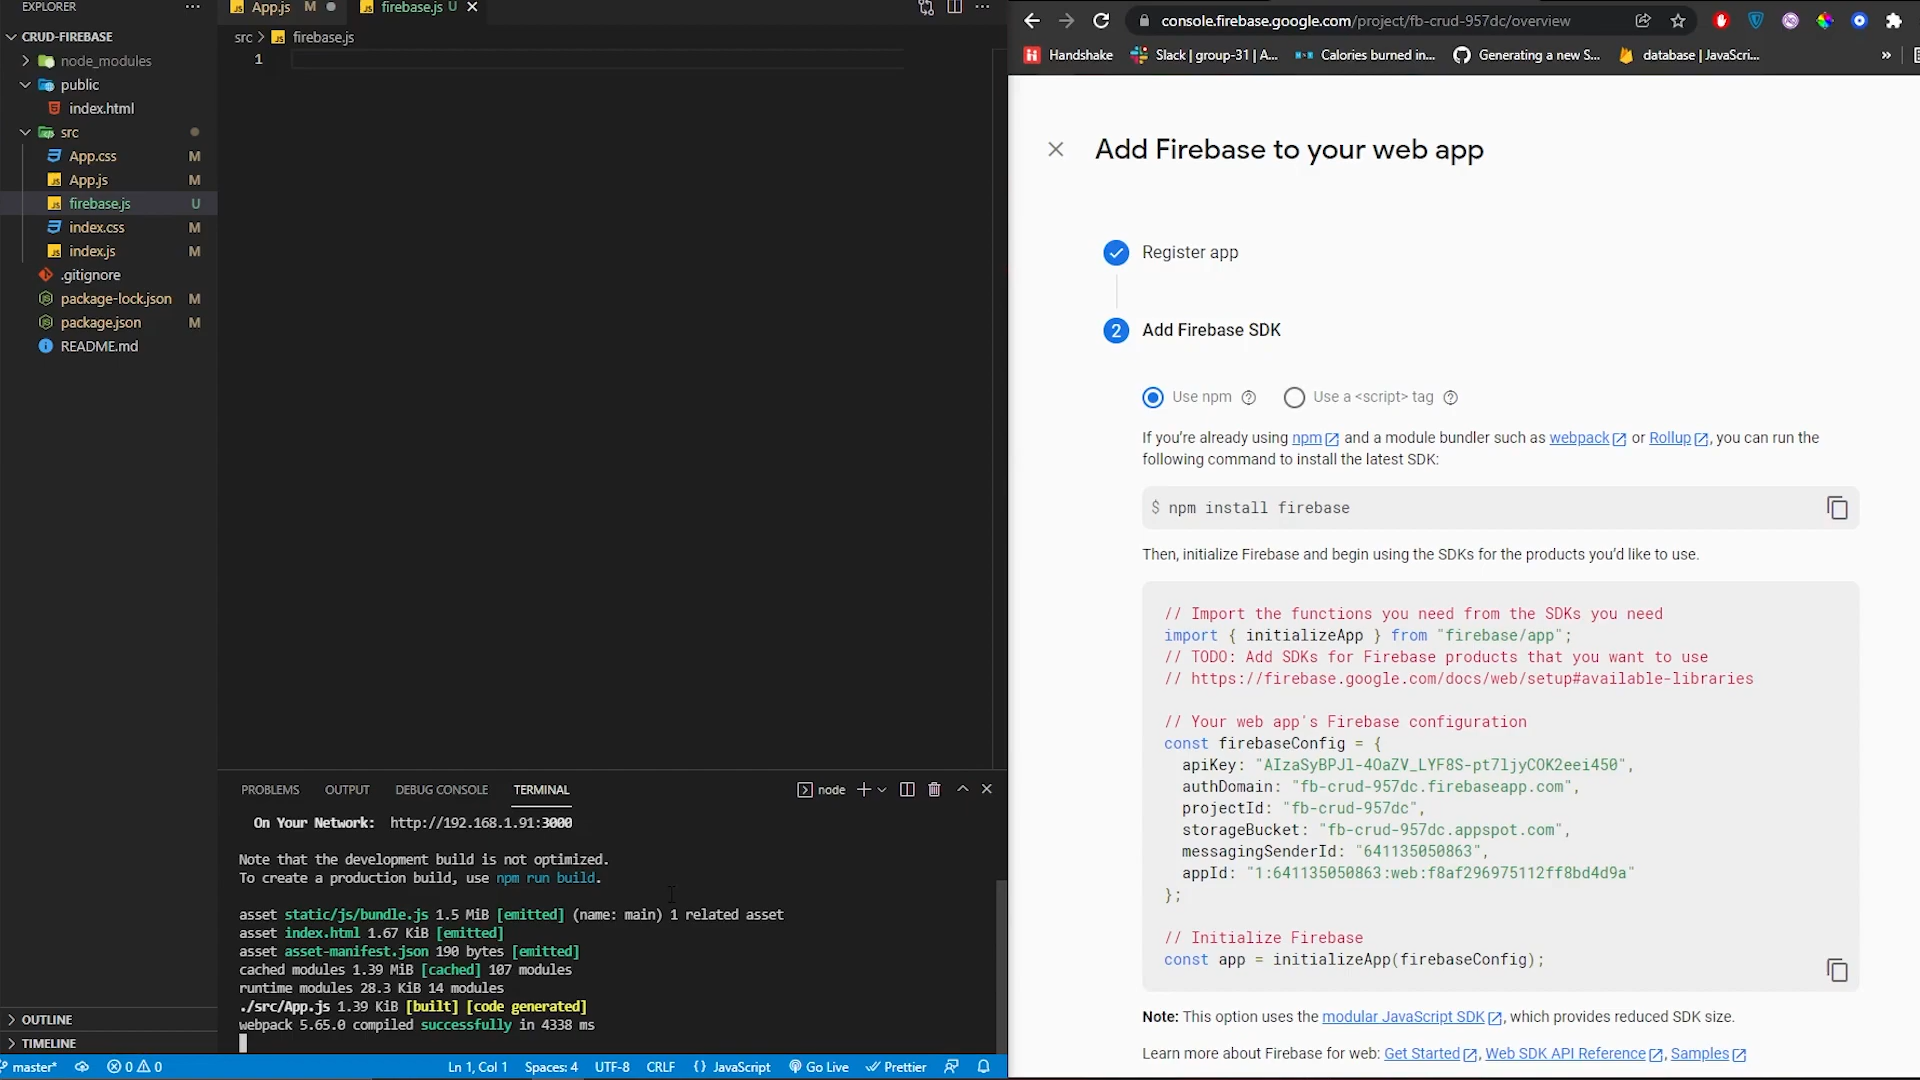 EXPLORER
CRUD-FIREBASE
node_modules
public
index.html
src
App.css M
App.js M
firebase.js U
index.css M
index.js M
.gitignore
package-lock.json M
package.json M
README.md
OUTLINE
TIMELINE
App.js M
firebase.js U
src > firebase.js
1
PROBLEMS OUTPUT DEBUG CONSOLE TERMINAL
node
On Your Network: http://192.168.1.91:3000
Note that the development build is not optimized.
To create a production build, use npm run build.
asset static/js/bundle.js 1.5 MiB [emitted] (name: main) 1 related asset
asset index.html 1.67 KiB [emitted]
asset asset-manifest.json 190 bytes [emitted]
cached modules 1.39 MiB [cached] 107 modules
runtime modules 28.3 KiB 14 modules
./src/App.js 1.39 KiB [built] [code generated]
webpack 5.65.0 compiled successfully in 4338 ms
master* 0 0 Ln 1, Col 1 Spaces: 4 UTF-8 CRLF {} JavaScript Go Live Prettier
console.firebase.google.com/project/fb-crud-957dc/overview
Handshake Slack | group-31 | A... Calories burned in... Generating a new S... database | JavaScri... »
Add Firebase to your web app
Register app
2 Add Firebase SDK
Use npm Use a <script> tag
If you're already using npm and a module bundler such as webpack or Rollup, you can run the
following command to install the latest SDK:
$ npm install firebase
Then, initialize Firebase and begin using the SDKs for the products you'd like to use.
// Import the functions you need from the SDKs you need
import { initializeApp } from "firebase/app";
// TODO: Add SDKs for Firebase products that you want to use
// https://firebase.google.com/docs/web/setup#available-libraries
// Your web app's Firebase configuration
const firebaseConfig = {
apiKey: "AIzaSyBPJl-4OaZV_LYF8S-pt7ljyCOK2eei450",
authDomain: "fb-crud-957dc.firebaseapp.com",
projectId: "fb-crud-957dc",
storageBucket: "fb-crud-957dc.appspot.com",
messagingSenderId: "641135050863",
appId: "1:641135050863:web:f8af296975112ff8bd4d9a"
};
// Initialize Firebase
const app = initializeApp(firebaseConfig);
Note: This option uses the modular JavaScript SDK, which provides reduced SDK size.
Learn more about Firebase for web: Get Started, Web SDK API Reference, Samples